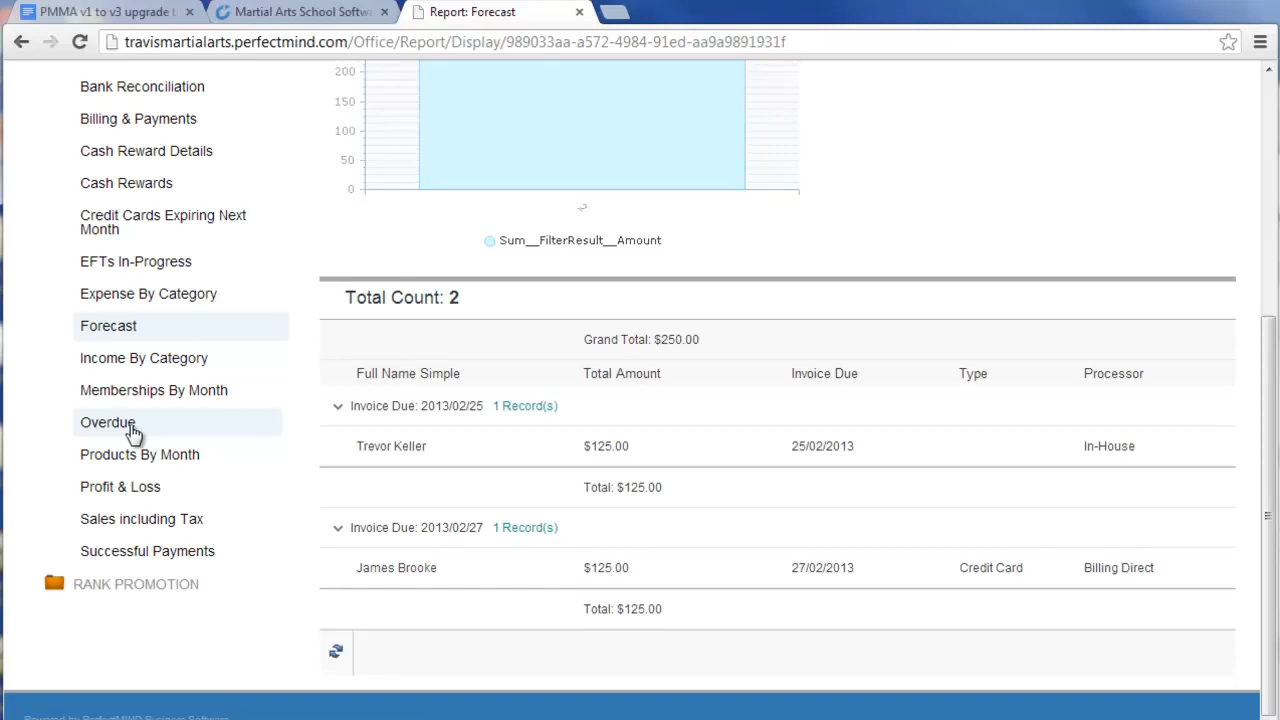 PMMA v1 to v3 upgrade t
Martial Arts School Softwa
Report: Forecast
travismartialarts.perfectmind.com/Office/Report/Display/989033aa-a572-4984-91ed-aa9a9891931f
Bank Reconciliation
Billing & Payments
Cash Reward Details
Cash Rewards
Credit Cards Expiring Next
Month
EFTs In-Progress
Expense By Category
Forecast
Income By Category
Memberships By Month
Overdue
Products By Month
Profit & Loss
Sales including Tax
Successful Payments
RANK PROMOTION
200
150
100
50
0
Sum__FilterResult__Amount
Total Count: 2
Grand Total: $250.00
Full Name Simple Total Amount Invoice Due Type Processor
Invoice Due: 2013/02/25 1 Record(s)
Trevor Keller $125.00 25/02/2013 In-House
Total: $125.00
Invoice Due: 2013/02/27 1 Record(s)
James Brooke $125.00 27/02/2013 Credit Card Billing Direct
Total: $125.00
Powered by PerfectMIND Business Software